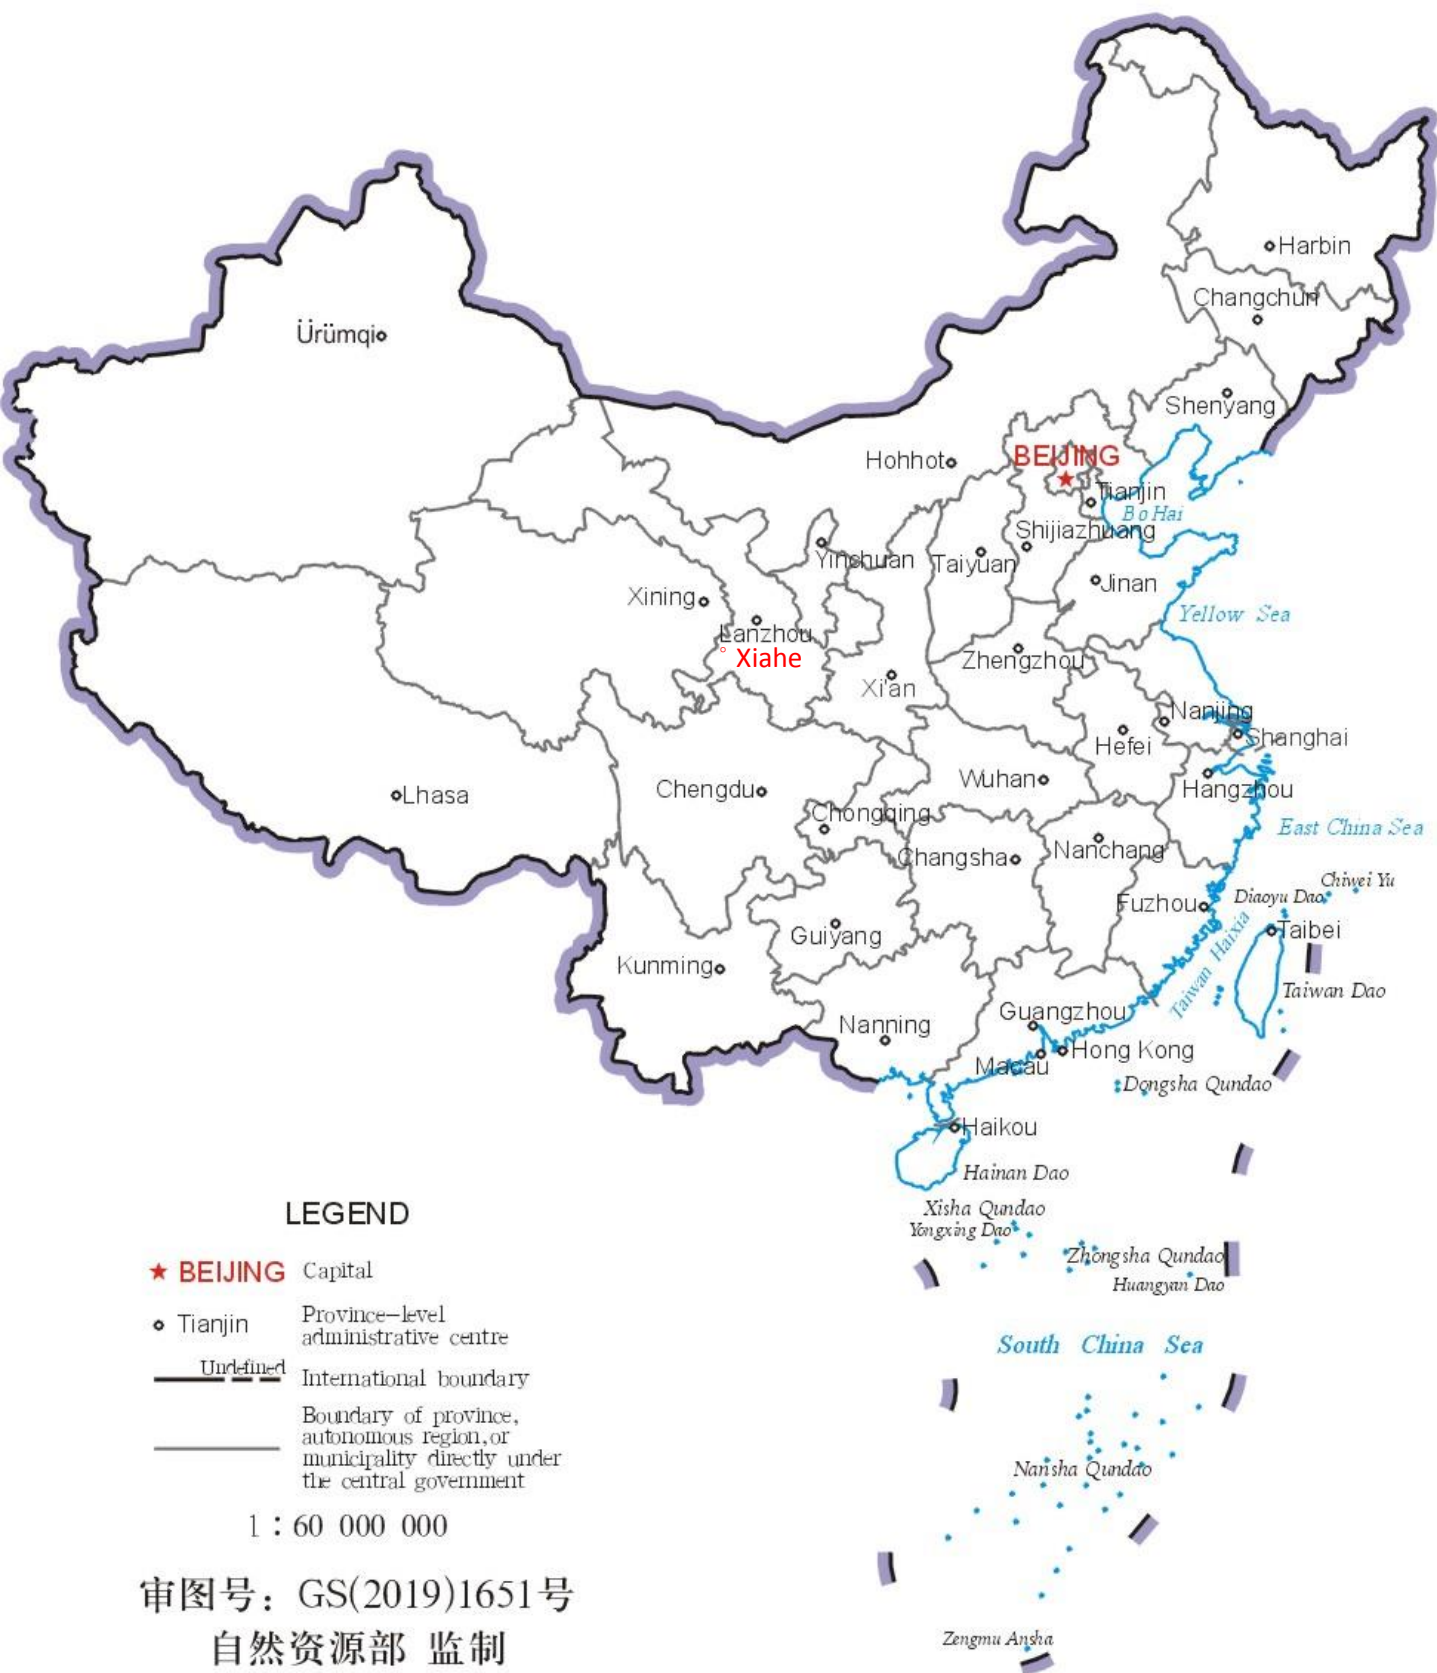 Harbin
Changchun
Ürümqi
Shenyang
Hohhot
BEIJING
Tianjin
Bo Hai
Shijiazhuang
Yinchuan
Taiyuan
Jinan
Xining
Yellow Sea
Lanzhou
Xiahe
Zhengzhou
Xi'an
Nanjing
Hefei
Shanghai
Wuhan
Chengdu
Hangzhou
Lhasa
Chongqing
East China Sea
Changsha
Nanchang
Chiwei Yu
Diaoyu Dao
Fuzhou
Taibei
Guiyang
Taiwan Haixia
Kunming
Taiwan Dao
Guangzhou
Nanning
Hong Kong
Macau
Dongsha Qundao
Haikou
Hainan Dao
Xisha Qundao
Yongxing Dao
Zhongsha Qundao
Huangyan Dao
South China Sea
Nansha Qundao
Zengmu Ansha
LEGEND
BEIJING Capital
Tianjin Province-level
administrative centre
Undefined International boundary
Boundary of province,
autonomous region,or
municipality directly under
the central government
1：60 000 000
审图号：GS(2019)1651号
自然资源部 监制